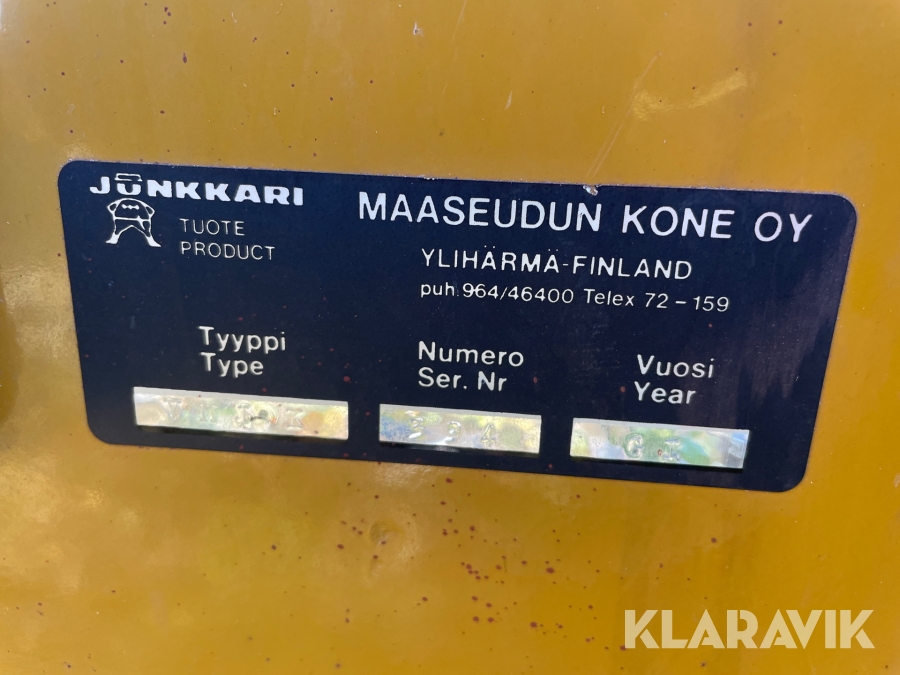 JUNKKARI
TUOTE
PRODUCT
MAASEUDUN KONE OY
YLIHÄRMÄ-FINLAND
puh. 964/46400 Telex 72-159
Tyyppi
Type
Numero
Ser. Nr
Vuosi
Year
KLARAVIK